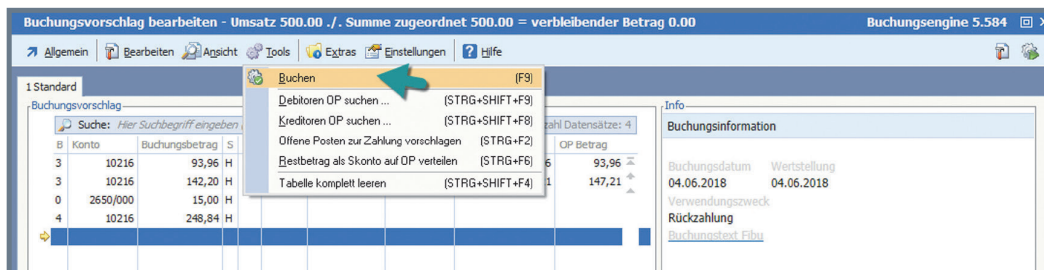 Buchungsvorschlag bearbeiten - Umsatz 500.00 ./. Summe zugeordnet 500.00 = verbleibender Betrag 0.00 Buchungsengine 5.584
Allgemein Bearbeiten Ansicht Tools Extras Einstellungen Hilfe
1 Standard
Buchen (F9)
Debitoren OP suchen ... (STRG+SHIFT+F9)
Kreditoren OP suchen ... (STRG+SHIFT+F8)
Offene Posten zur Zahlung vorschlagen (STRG+F2)
Restbetrag als Skonto auf OP verteilen (STRG+F6)
Tabelle komplett leeren (STRG+SHIFT+F4)
Buchungsvorschlag
Suche: Hier Suchbegriff eingeben Datensätze: 4
B Konto Buchungsbetrag S OP Betrag
3 10216 93,96 H 6 93,96
3 10216 142,20 H 1 147,21
0 2650/000 15,00 H
4 10216 248,84 H
Info
Buchungsinformation
Buchungsdatum Wertstellung
04.06.2018 04.06.2018
Verwendungszweck
Rückzahlung
Buchungstext Fibu